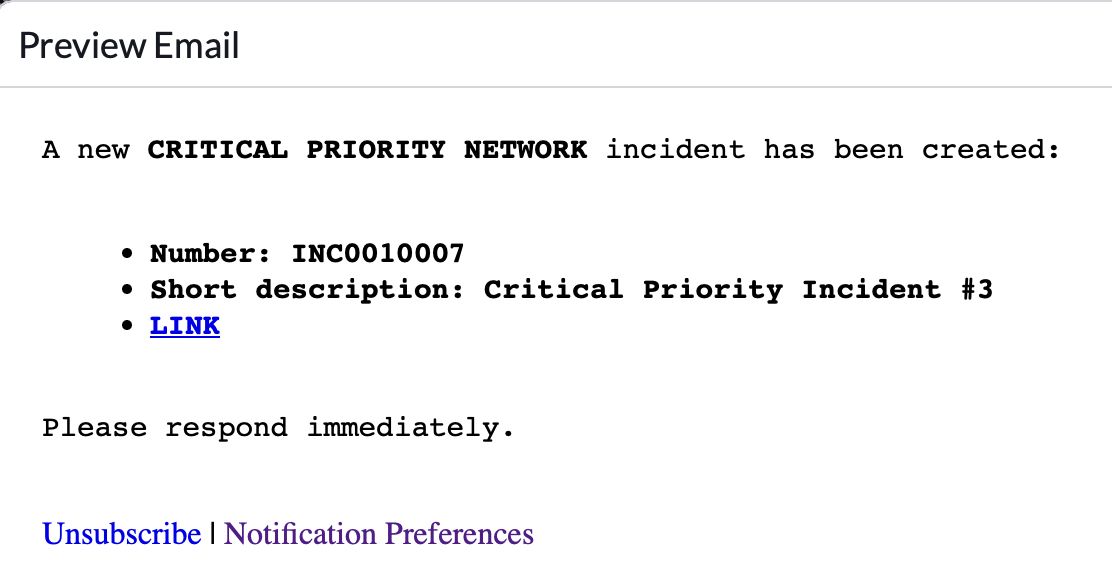 Preview Email
A new CRITICAL PRIORITY NETWORK incident has been created:
• Number: INC0010007
• Short description: Critical Priority Incident #3
• LINK
Please respond immediately.
Unsubscribe | Notification Preferences